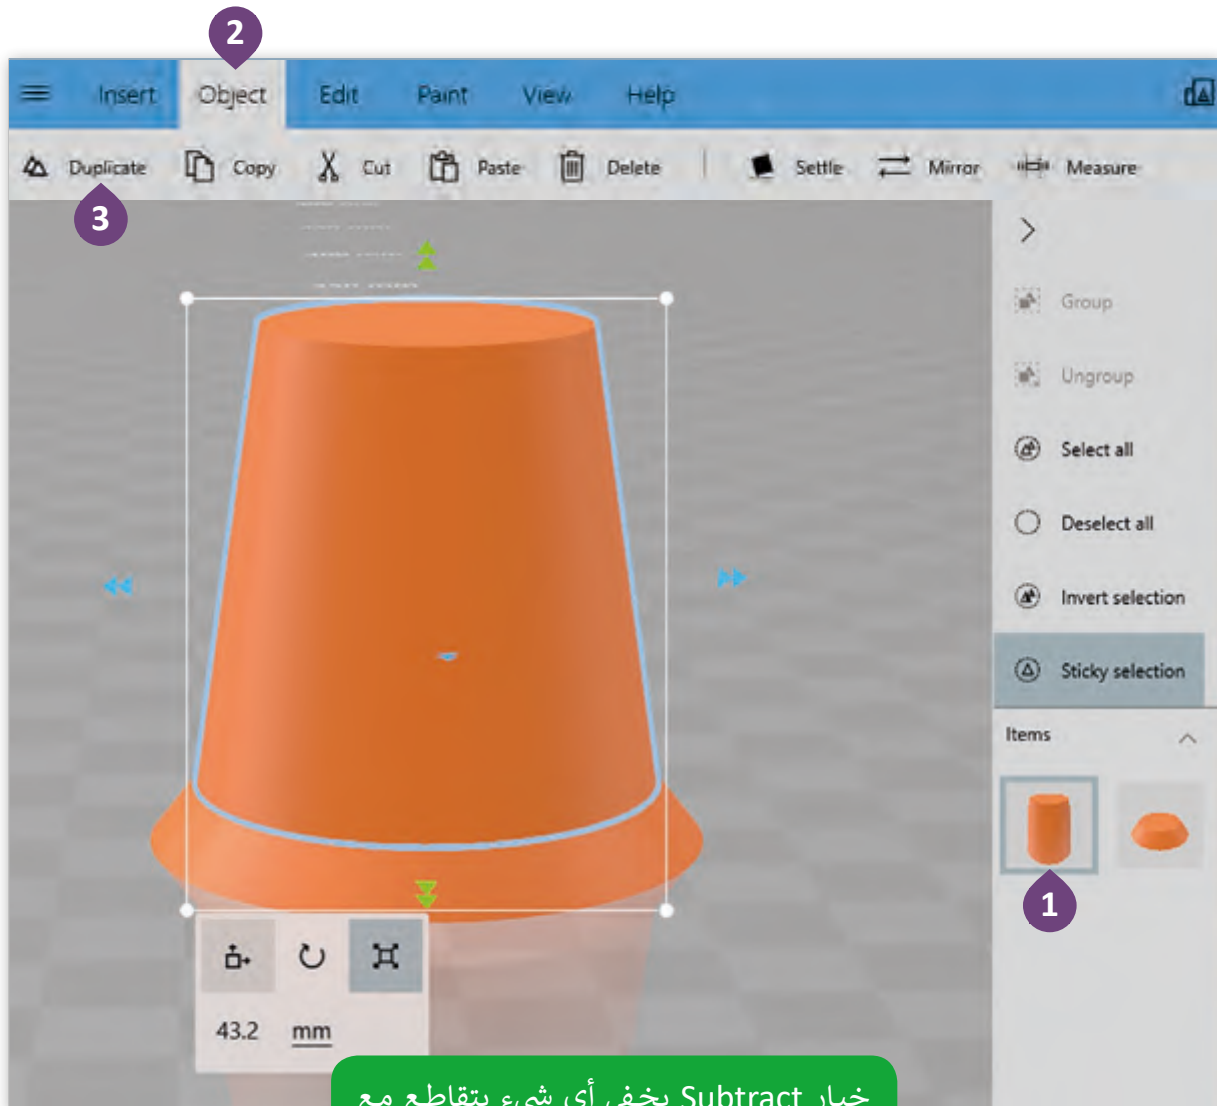 2
Insert Object Edit Paint View Help
Duplicate Copy Cut Paste Delete Settle Mirror Measure
3
Group
Ungroup
Select all
Deselect all
Invert selection
Sticky selection
Items
1
43.2 mm
خيار Subtract يخفي أي شيء يتقاطع مع